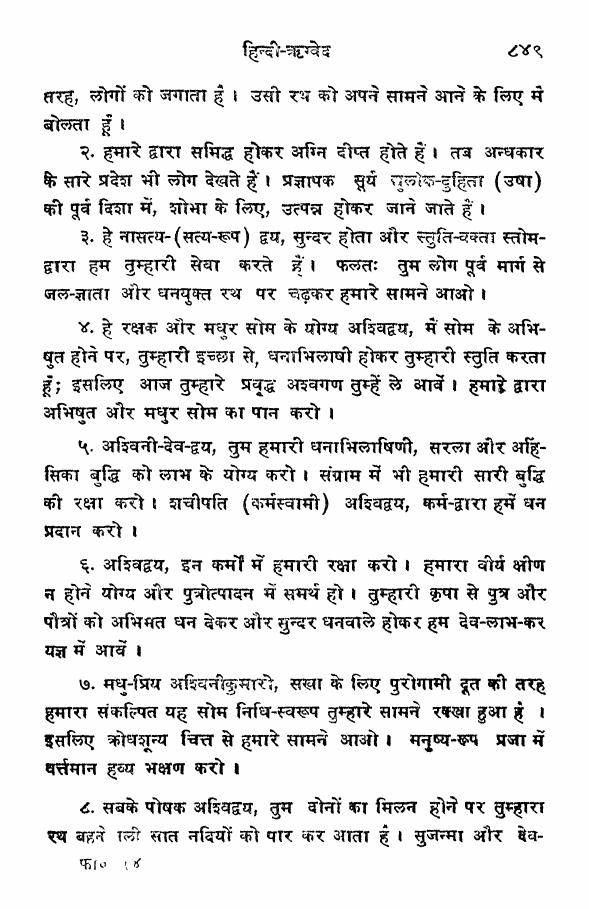 हिन्दी-ऋग्वेद ८४९
तरह, लोगों को जगाता है । उसी रथ को अपने सामने आने के लिए में
बोलता हूँ ।
२. हमारे द्वारा समिद्ध होकर अग्नि दीप्त होते हैं । तब अन्धकार
के सारे प्रदेश भी लोग देखते हैं । प्रज्ञापक सूर्य द्युलोक-दुहिता (उषा)
की पूर्व दिशा में, शोभा के लिए, उत्पन्न होकर जाने जाते हैं ।
३. हे नासत्य-(सत्य-रूप) द्वय, सुन्दर होता और स्तुति-वक्ता स्तोम-
द्वारा हम तुम्हारी सेवा करते हैं । फलतः तुम लोग पूर्व मार्ग से
जल-ज्ञाता और धनयुक्त रथ पर चढ़कर हमारे सामने आओ ।
४. हे रक्षक और मधुर सोम के योग्य अश्विद्वय, में सोम के अभि-
षुत होने पर, तुम्हारी इच्छा से, धनाभिलाषी होकर तुम्हारी स्तुति करता
हूँ; इसलिए आज तुम्हारे प्रवृद्ध अश्वगण तुम्हें ले आवें । हमारे द्वारा
अभिषुत और मधुर सोम का पान करो ।
५. अश्विनी-देव-द्वय, तुम हमारी धनाभिलाषिणी, सरला और अहिं-
सिका बुद्धि को लाभ के योग्य करो । संग्राम में भी हमारी सारी बुद्धि
की रक्षा करो । शचीपति (कर्मस्वामी) अश्विद्वय, कर्म-द्वारा हमें धन
प्रदान करो ।
६. अश्विद्वय, इन कर्मों में हमारी रक्षा करो । हमारा वीर्य क्षीण
न होने योग्य और पुत्रोत्पादन में समर्थ हो । तुम्हारी कृपा से पुत्र और
पौत्रों को अभिमत धन देकर और सुन्दर धनवाले होकर हम देव-लाभ-कर
यज्ञ में आवें ।
७. मधु-प्रिय अश्विनीकुमारो, सखा के लिए पुरोगामी दूत की तरह
हमारा संकल्पित यह सोम निधि-स्वरूप तुम्हारे सामने रक्खा हुआ है ।
इसलिए क्रोधशून्य चित्त से हमारे सामने आओ । मनुष्य-रूप प्रजा में
वर्त्तमान हव्य भक्षण करो ।
८. सबके पोषक अश्विद्वय, तुम दोनों का मिलन होने पर तुम्हारा
रथ बहने वाली सात नदियों को पार कर आता है । सुजन्मा और देव-
फा०